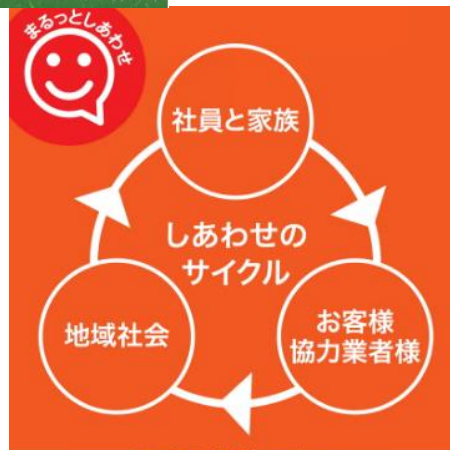 まるっとしあわせ
社員と家族
しあわせの
サイクル
地域社会
お客様
協力業者様